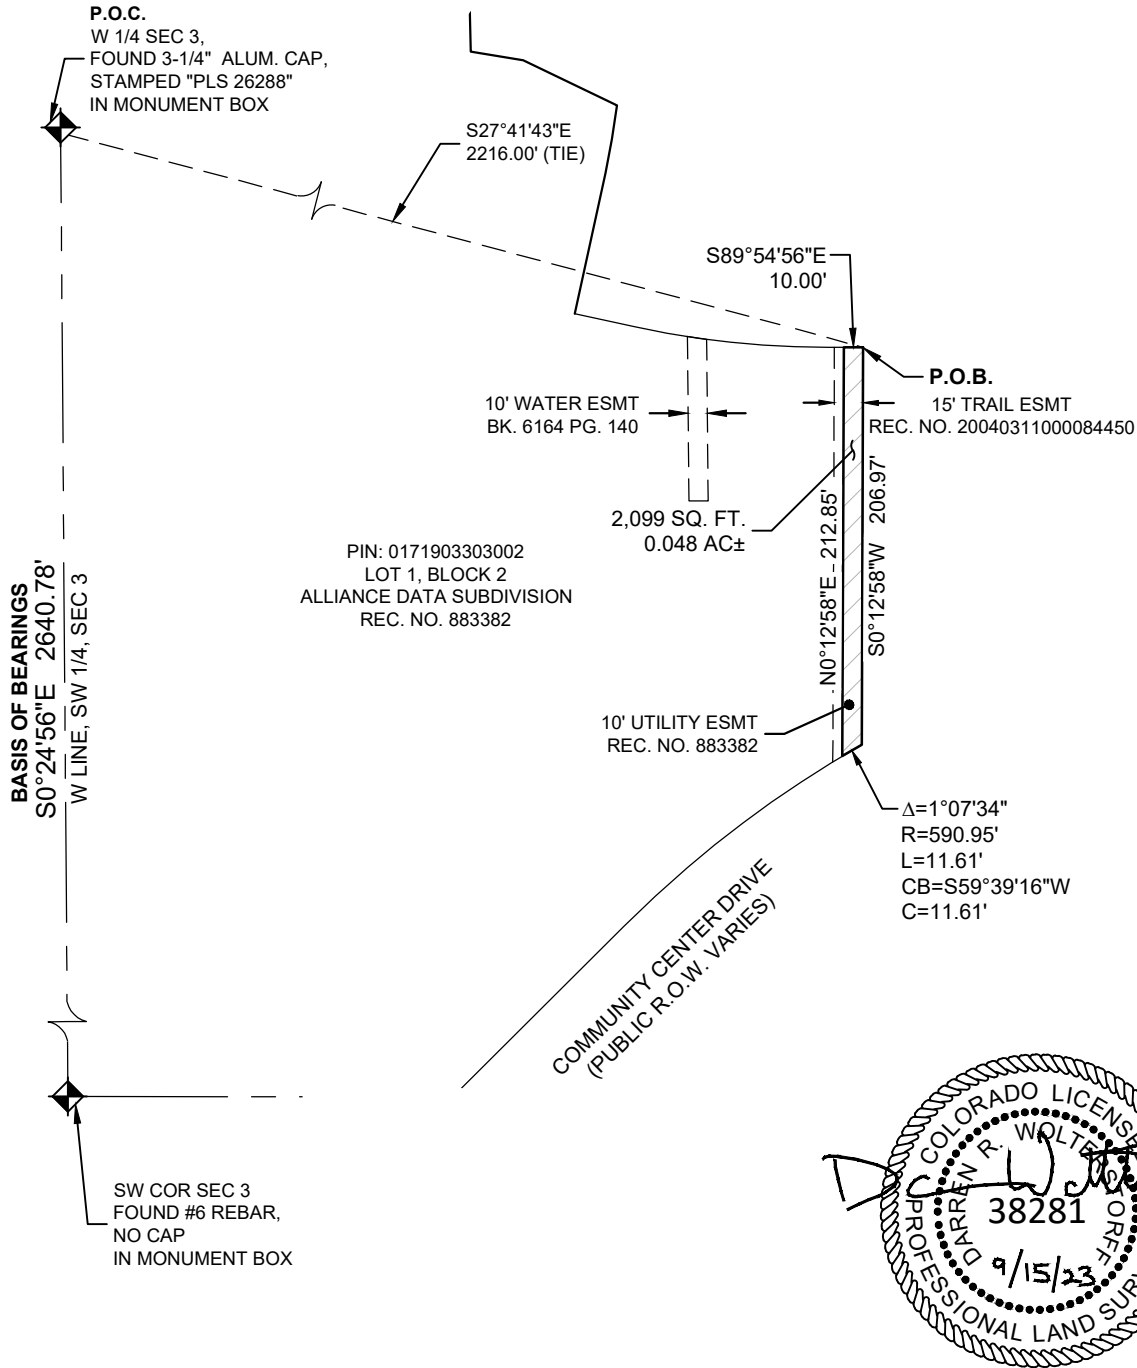 P.O.C.
W 1/4 SEC 3,
FOUND 3-1/4" ALUM. CAP,
STAMPED "PLS 26288"
IN MONUMENT BOX
S27°41'43"E
2216.00' (TIE)
S89°54'56"E
10.00'
P.O.B.
15' TRAIL ESMT
REC. NO. 20040311000084450
10' WATER ESMT
BK. 6164 PG. 140
2,099 SQ. FT.
0.048 AC±
N0°12'58"E 212.85'
S0°12'58"W 206.97'
PIN: 0171903303002
LOT 1, BLOCK 2
ALLIANCE DATA SUBDIVISION
REC. NO. 883382
BASIS OF BEARINGS
S0°24'56"E 2640.78'
W LINE, SW 1/4, SEC 3
10' UTILITY ESMT
REC. NO. 883382
Δ=1°07'34"
R=590.95'
L=11.61'
CB=S59°39'16"W
C=11.61'
COMMUNITY CENTER DRIVE
(PUBLIC R.O.W. VARIES)
SW COR SEC 3
FOUND #6 REBAR,
NO CAP
IN MONUMENT BOX
COLORADO LICENSE
DARREN R. WOLTERSTORFF
38281
9/15/23
PROFESSIONAL LAND SUR